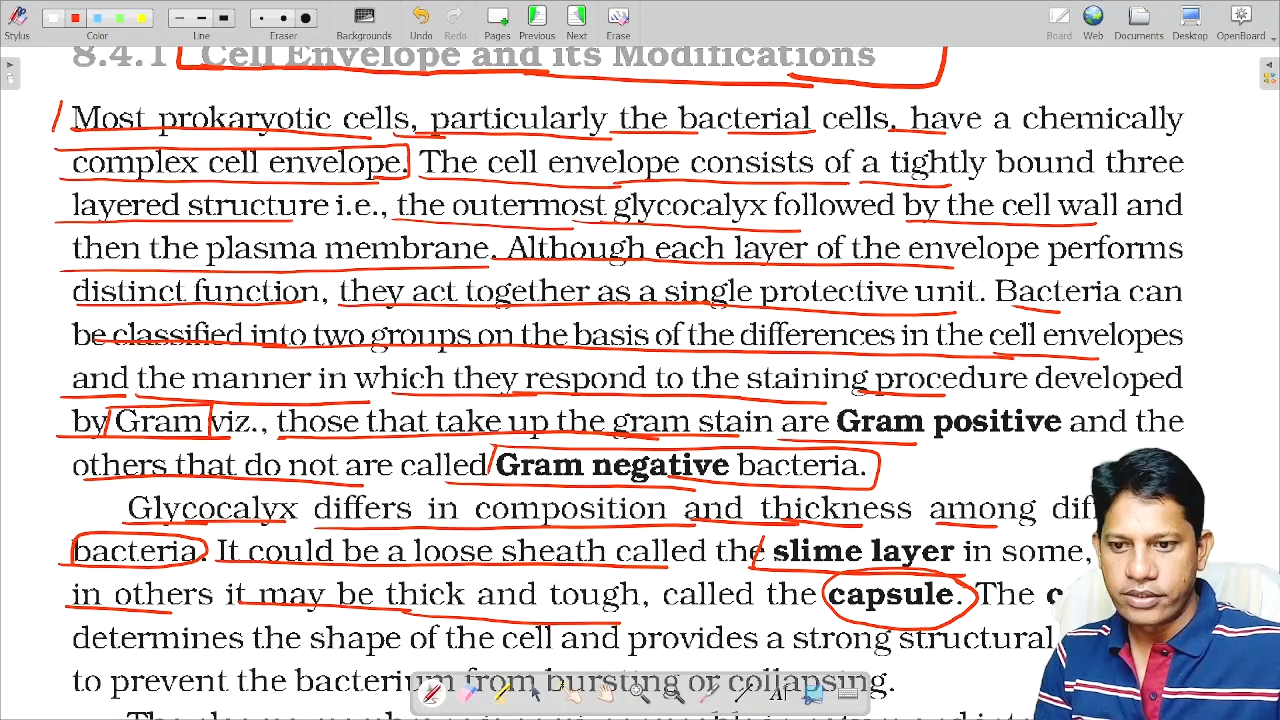 Stylus
Color
Line
Eraser
Backgrounds
Undo
Redo
Pages
Previous
Next
Erase
Board
Web
Documents
Desktop
OpenBoard
8.4.1 Cell Envelope and its Modifications
Most prokaryotic cells, particularly the bacterial cells, have a chemically
complex cell envelope. The cell envelope consists of a tightly bound three
layered structure i.e., the outermost glycocalyx followed by the cell wall and
then the plasma membrane. Although each layer of the envelope performs
distinct function, they act together as a single protective unit. Bacteria can
be classified into two groups on the basis of the differences in the cell envelopes
and the manner in which they respond to the staining procedure developed
by Gram viz., those that take up the gram stain are Gram positive and the
others that do not are called Gram negative bacteria.
Glycocalyx differs in composition and thickness among
bacteria. It could be a loose sheath called the slime layer in some,
in others it may be thick and tough, called the capsule. The
determines the shape of the cell and provides a strong structural
to prevent the bacterium from bursting or collapsing.